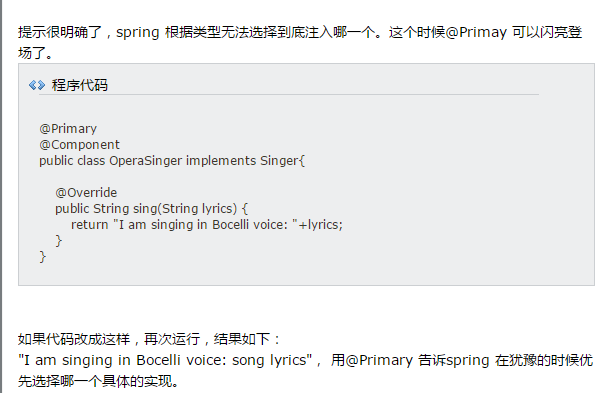 提示很明确了，spring 根据类型无法选择到底注入哪一个。这个时候@Primay 可以闪亮登
场了。
程序代码
@Primary
@Component
public class OperaSinger implements Singer{
@Override
public String sing(String lyrics) {
return "I am singing in Bocelli voice: "+lyrics;
}
}
如果代码改成这样，再次运行，结果如下：
"I am singing in Bocelli voice: song lyrics"， 用@Primary 告诉spring 在犹豫的时候优
先选择哪一个具体的实现。